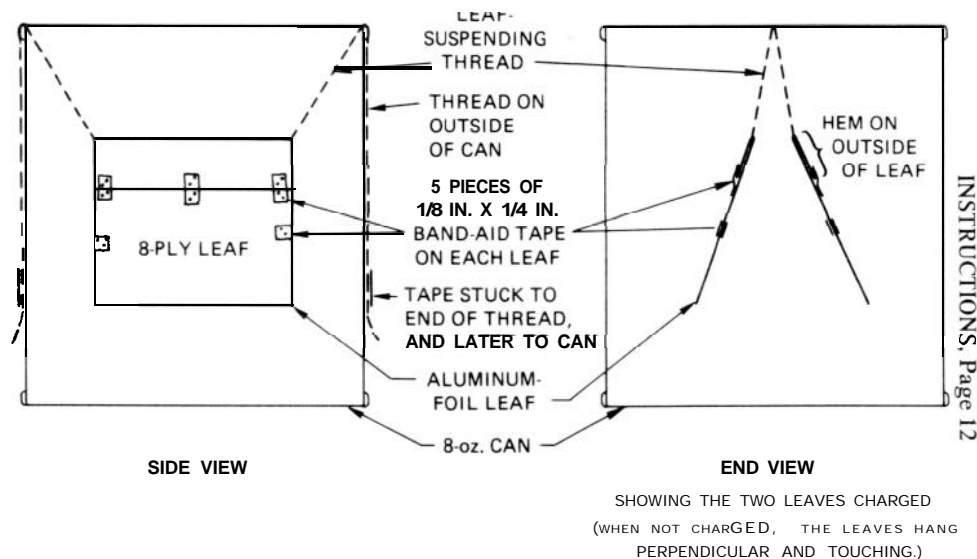 LEAF-
SUSPENDING
THREAD
THREAD ON
OUTSIDE
OF CAN
5 PIECES OF
1/8 IN. X 1/4 IN.
BAND-AID TAPE
ON EACH LEAF
8-PLY LEAF
TAPE STUCK TO
END OF THREAD,
AND LATER TO CAN
ALUMINUM-
FOIL LEAF
8-oz. CAN
SIDE VIEW
HEM ON
OUTSIDE
OF LEAF
END VIEW
SHOWING THE TWO LEAVES CHARGED
(WHEN NOT CHARGED, THE LEAVES HANG
PERPENDICULAR AND TOUCHING.)
INSTRUCTIONS, Page 12